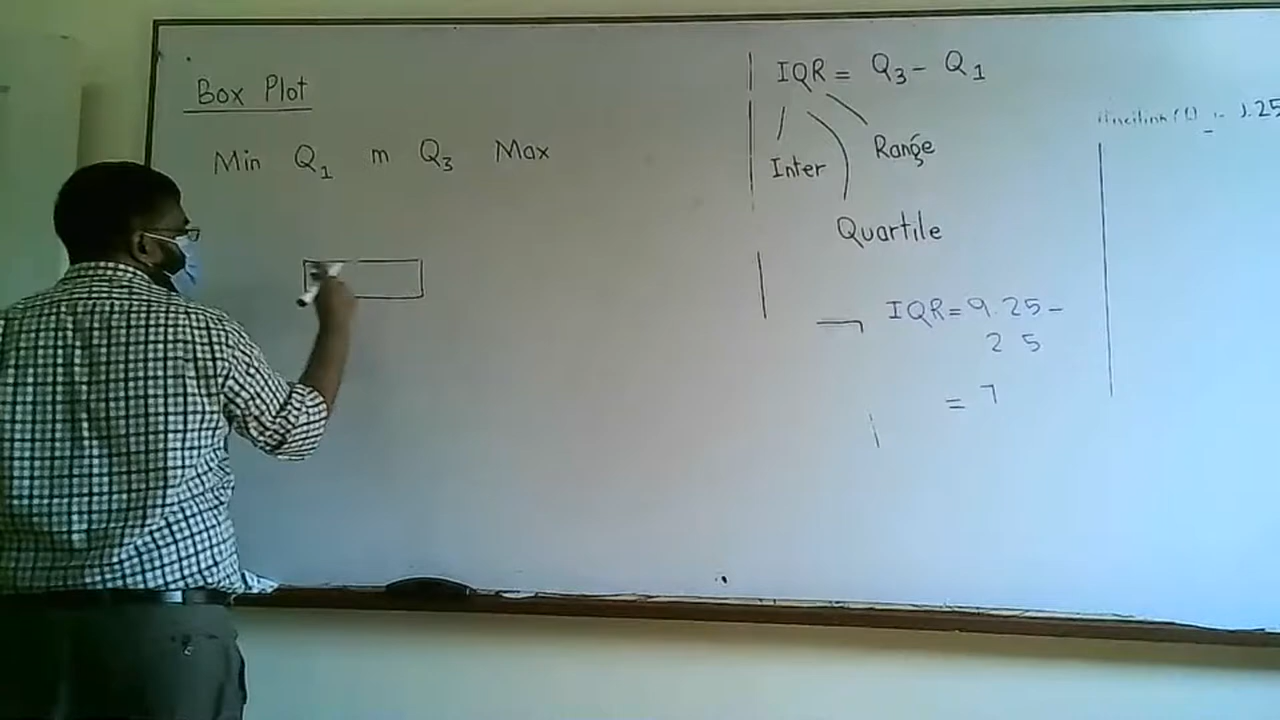 Box Plot
Min Q1 m Q3 Max
IQR = Q3 - Q1
Inter Range
Quartile
IQR = 9.25 -
2 5
= 7